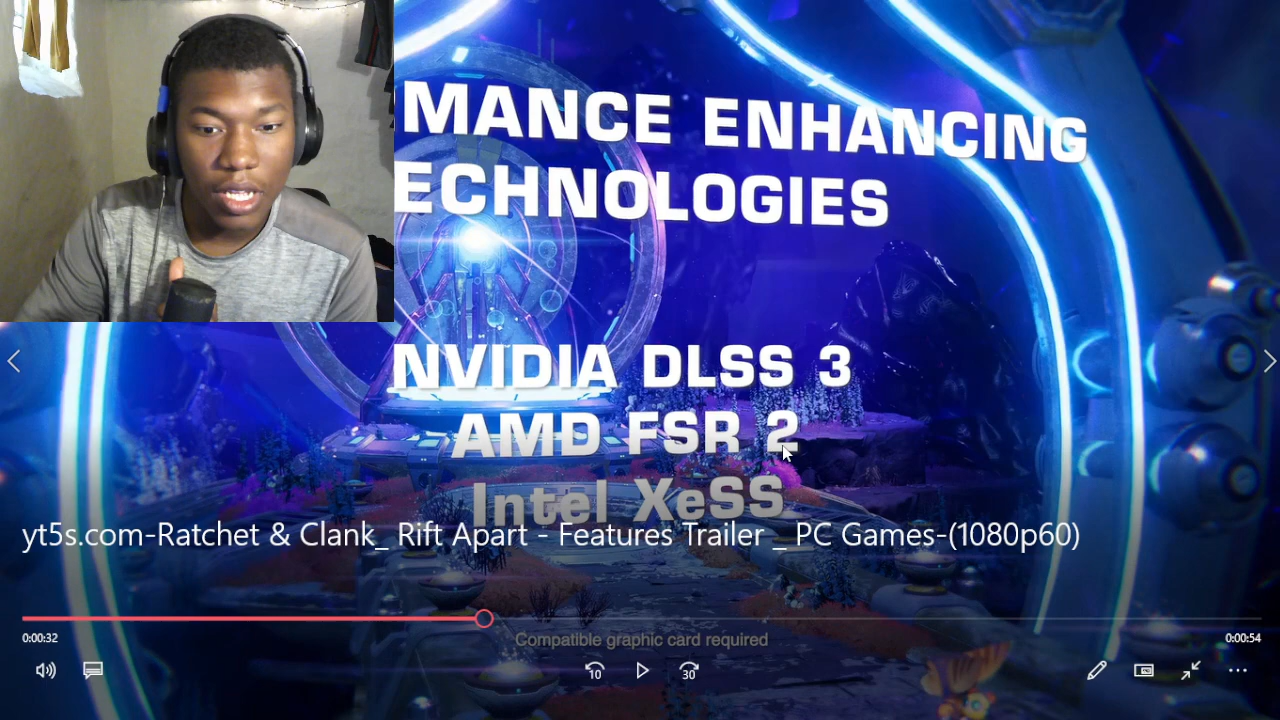 MANCE ENHANCING
ECHNOLOGIES
NVIDIA DLSS 3
AMD FSR 2
Intel XeSS
yt5s.com-Ratchet & Clank_ Rift Apart - Features Trailer _ PC Games-(1080p60)
0:00:32
0:00:54
Compatible graphic card required
10
30